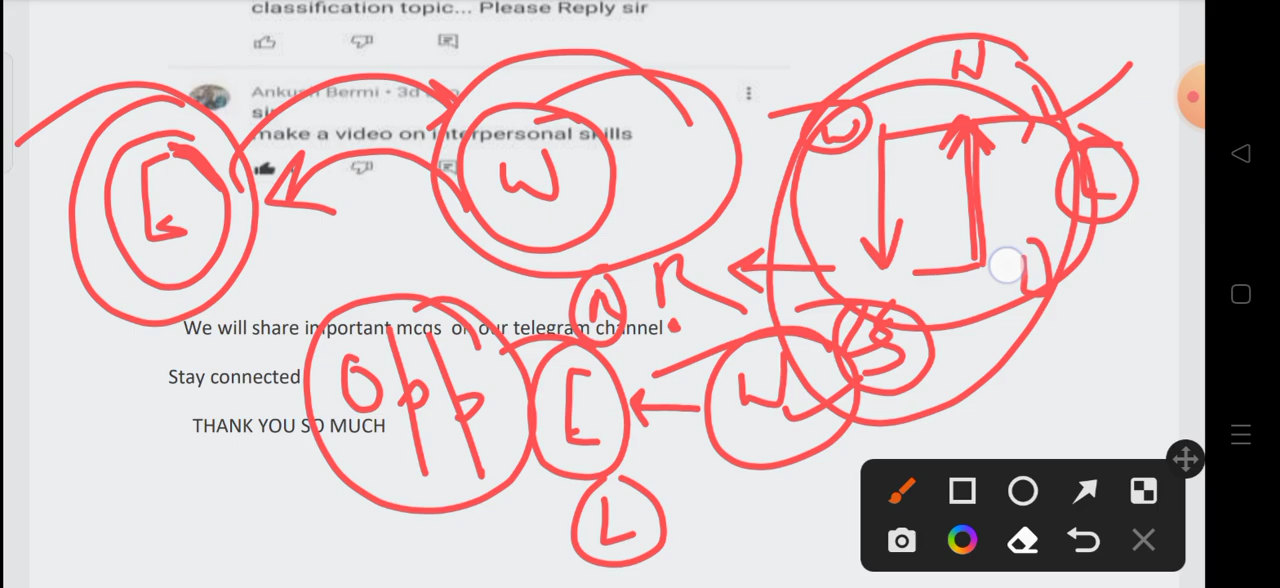 classification topic... Please Reply sir
Ankush Bermi • 3d
make a video on interpersonal skills
N
W
E
W
G
N
R
We will share important mcqs on our telegram channel.
S
Opp
E
W
Stay connected
THANK YOU SO MUCH
L